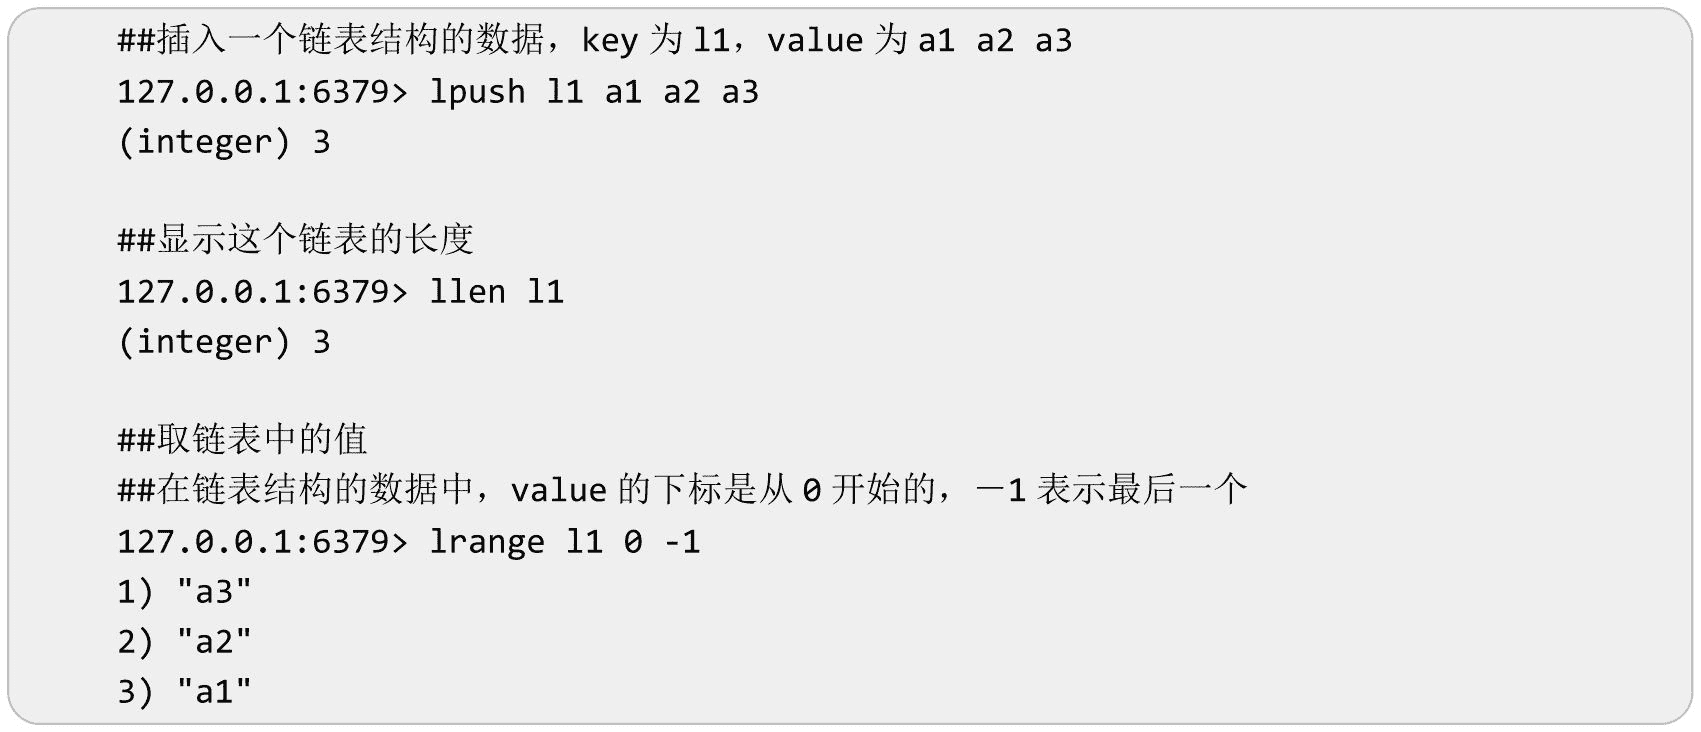 ##插入一个链表结构的数据，key 为 l1，value 为 a1 a2 a3
127.0.0.1:6379> lpush l1 a1 a2 a3
(integer) 3
##显示这个链表的长度
127.0.0.1:6379> llen l1
(integer) 3
##取链表中的值
##在链表结构的数据中，value 的下标是从 0 开始的，－1 表示最后一个
127.0.0.1:6379> lrange l1 0 -1
1) "a3"
2) "a2"
3) "a1"